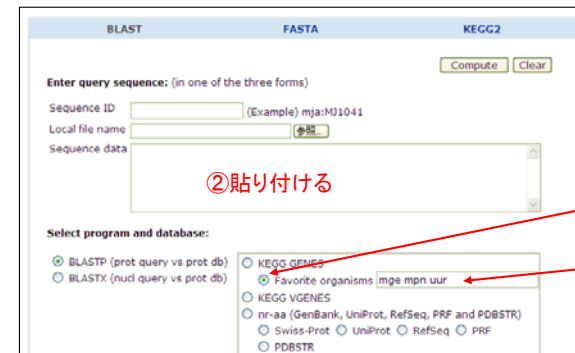 BLAST FASTA KEGG2
Compute Clear
Enter query sequence: (in one of the three forms)
Sequence ID (Example) mja:MJ1041
Local file name 参照...
Sequence data
②貼り付ける
Select program and database:
BLASTP (prot query vs prot db) KEGG GENES
BLASTX (nucl query vs prot db) Favorite organisms mge mpn uur
KEGG VGENES
nr-aa (GenBank, UniProt, RefSeq, PRF and PDBSTR)
Swiss-Prot UniProt RefSeq PRF
PDBSTR